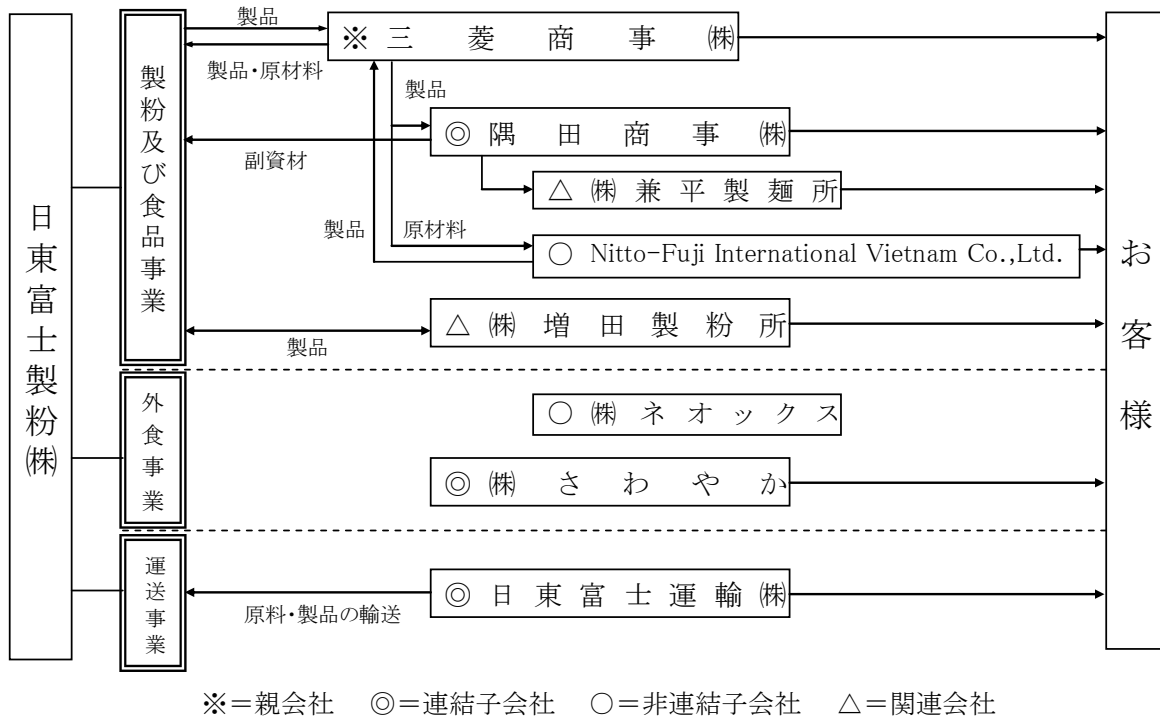 日東富士製粉㈱
製粉及び食品事業
製品
※三菱商事㈱
製品・原材料
製品
◎隅田商事㈱
副資材
△㈱兼平製麺所
製品
原材料
○ Nitto-Fuji International Vietnam Co.,Ltd.
△㈱増田製粉所
製品
外食事業
○㈱ネオックス
◎㈱さわやか
運送事業
◎日東富士運輸㈱
原料・製品の輸送
お客様
※=親会社 ◎=連結子会社 ○=非連結子会社 △=関連会社